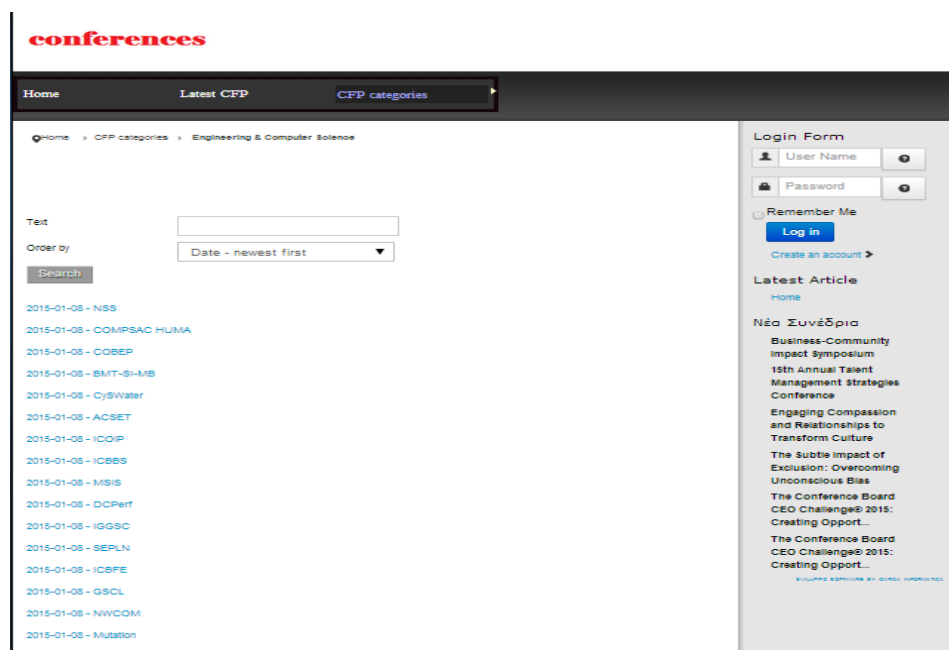 conferences
Home
Latest CFP
CFP categories
Home
CFP categories
Engineering & Computer Science
Text
Order by
Date - newest first
Search
2015-01-08 - NSS
2015-01-08 - COMPSAC HUMA
2015-01-08 - COBEP
2015-01-08 - BMT-SI-MB
2015-01-08 - CySWater
2015-01-08 - ACSET
2015-01-08 - ICOIP
2015-01-08 - ICBBS
2015-01-08 - MSIS
2015-01-08 - DCPerf
2015-01-08 - IGGSC
2015-01-08 - SEPLN
2015-01-08 - ICBFE
2015-01-08 - GSCL
2015-01-08 - NWCOM
2015-01-08 - Mutation
Login Form
User Name
Password
Remember Me
Log in
Create an account
Latest Article
Home
Νέα Συνέδρια
Business-Community
Impact Symposium
15th Annual Talent
Management Strategies
Conference
Engaging Compassion
and Relationships to
Transform Culture
The Subtle Impact of
Exclusion: Overcoming
Unconscious Bias
The Conference Board
CEO Challenge® 2015:
Creating Opport...
The Conference Board
CEO Challenge® 2015:
Creating Opport...
SVILUPPO SOFTWARE BY GARDA INFORMATICA